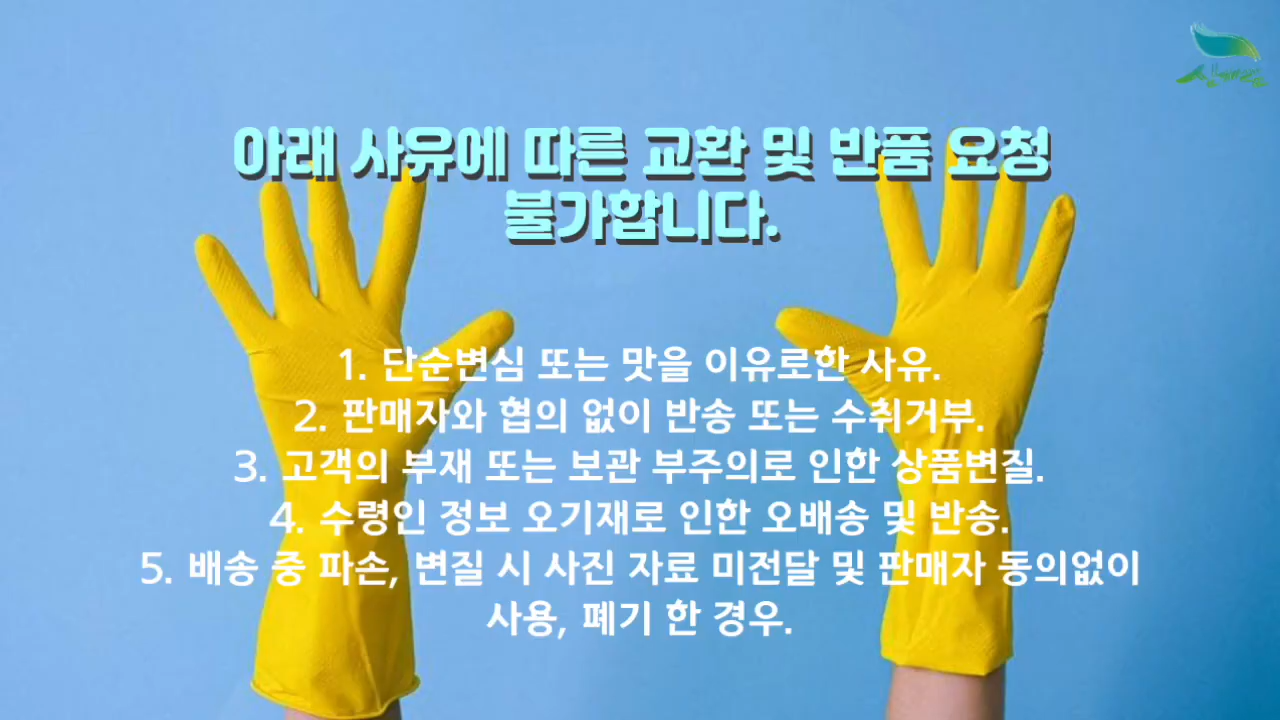 아래 사유에 따른 교환 및 반품 요청
불가합니다.
1. 단순변심 또는 맛을 이유로한 사유.
2. 판매자와 협의 없이 반송 또는 수취거부.
3. 고객의 부재 또는 보관 부주의로 인한 상품변질.
4. 수령인 정보 오기재로 인한 오배송 및 반송.
5. 배송 중 파손, 변질 시 사진 자료 미전달 및 판매자 동의없이
사용, 폐기 한 경우.